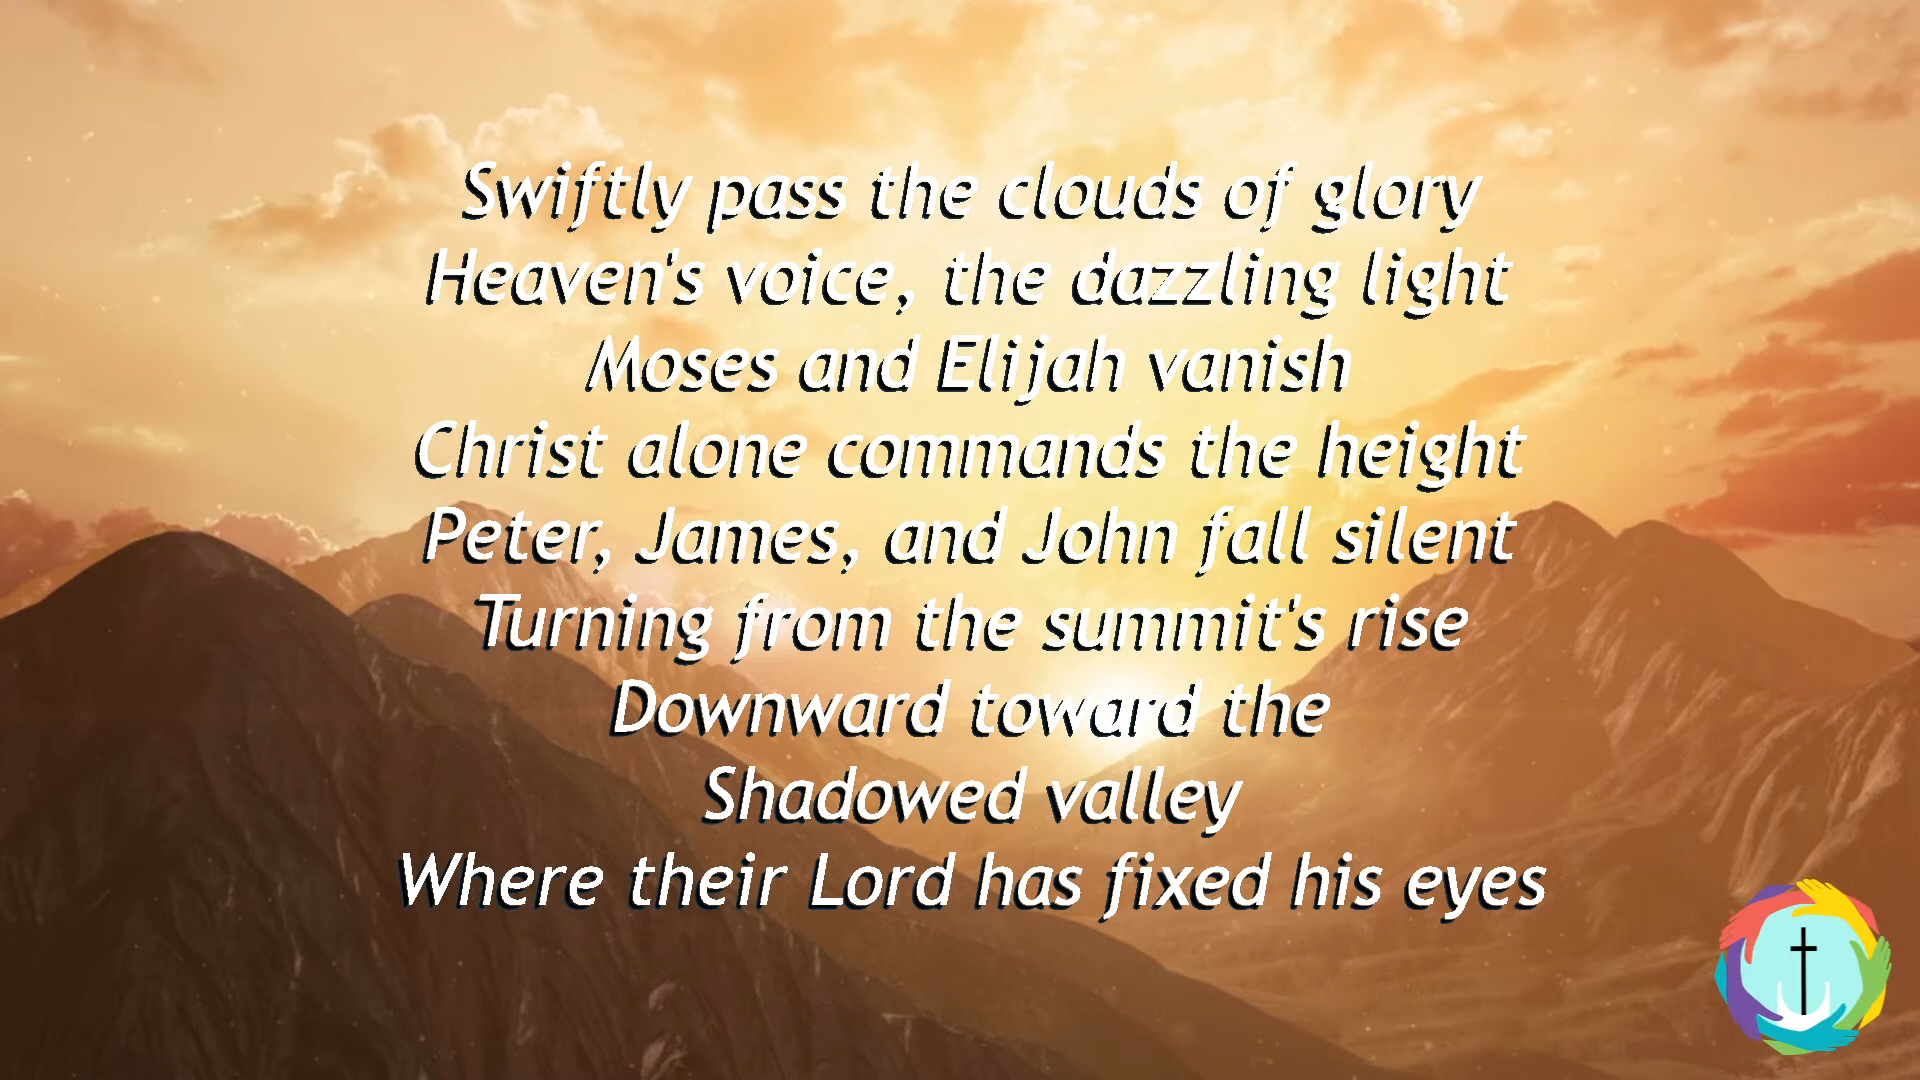 Swiftly pass the clouds of glory
Heaven's voice, the dazzling light
Moses and Elijah vanish
Christ alone commands the height
Peter, James, and John fall silent
Turning from the summit's rise
Downward toward the
Shadowed valley
Where their Lord has fixed his eyes